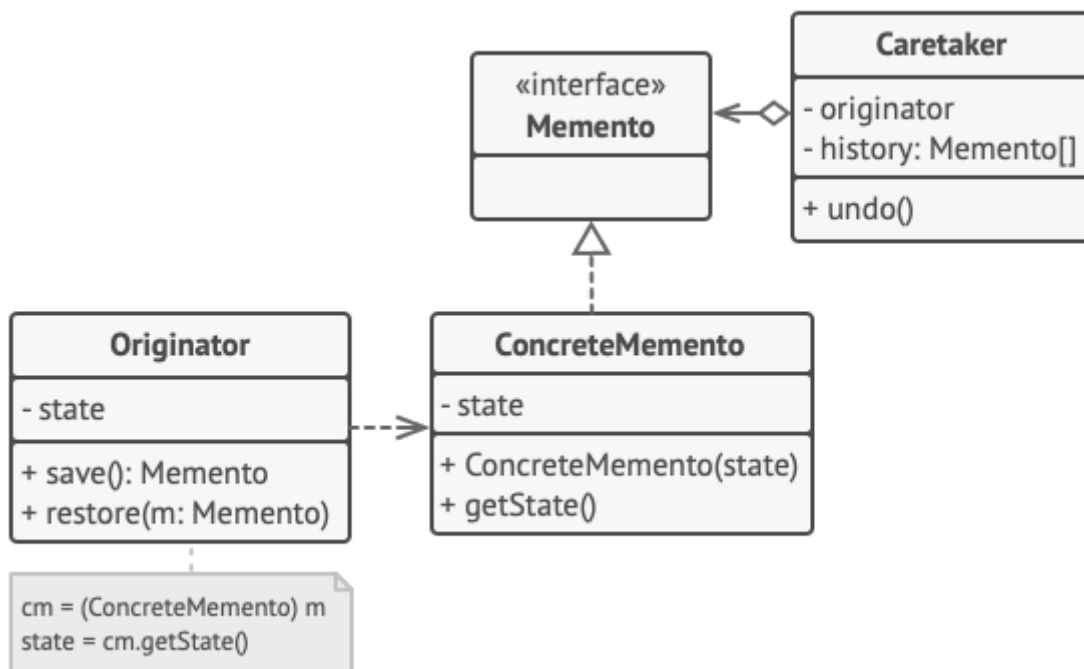 «interface»
Memento
Caretaker
- originator
- history: Memento[]
+ undo()
Originator
- state
+ save(): Memento
+ restore(m: Memento)
ConcreteMemento
- state
+ ConcreteMemento(state)
+ getState()
cm = (ConcreteMemento) m
state = cm.getState()